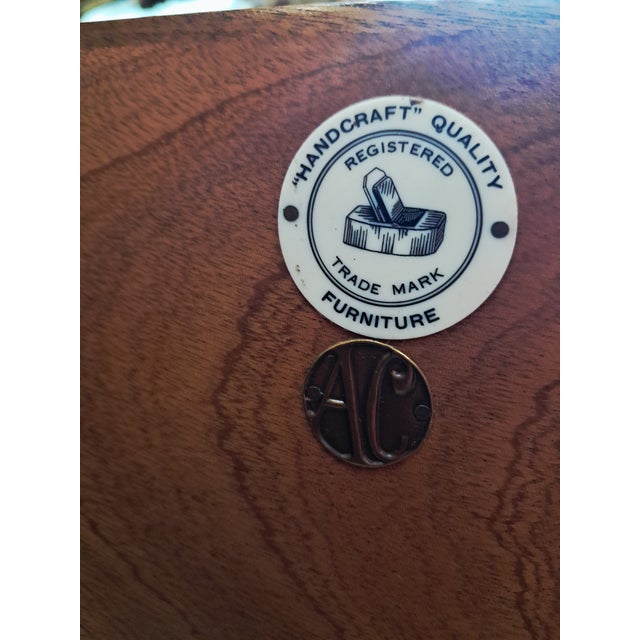 "HANDCRAFT" QUALITY
REGISTERED
TRADE MARK
FURNITURE
AC